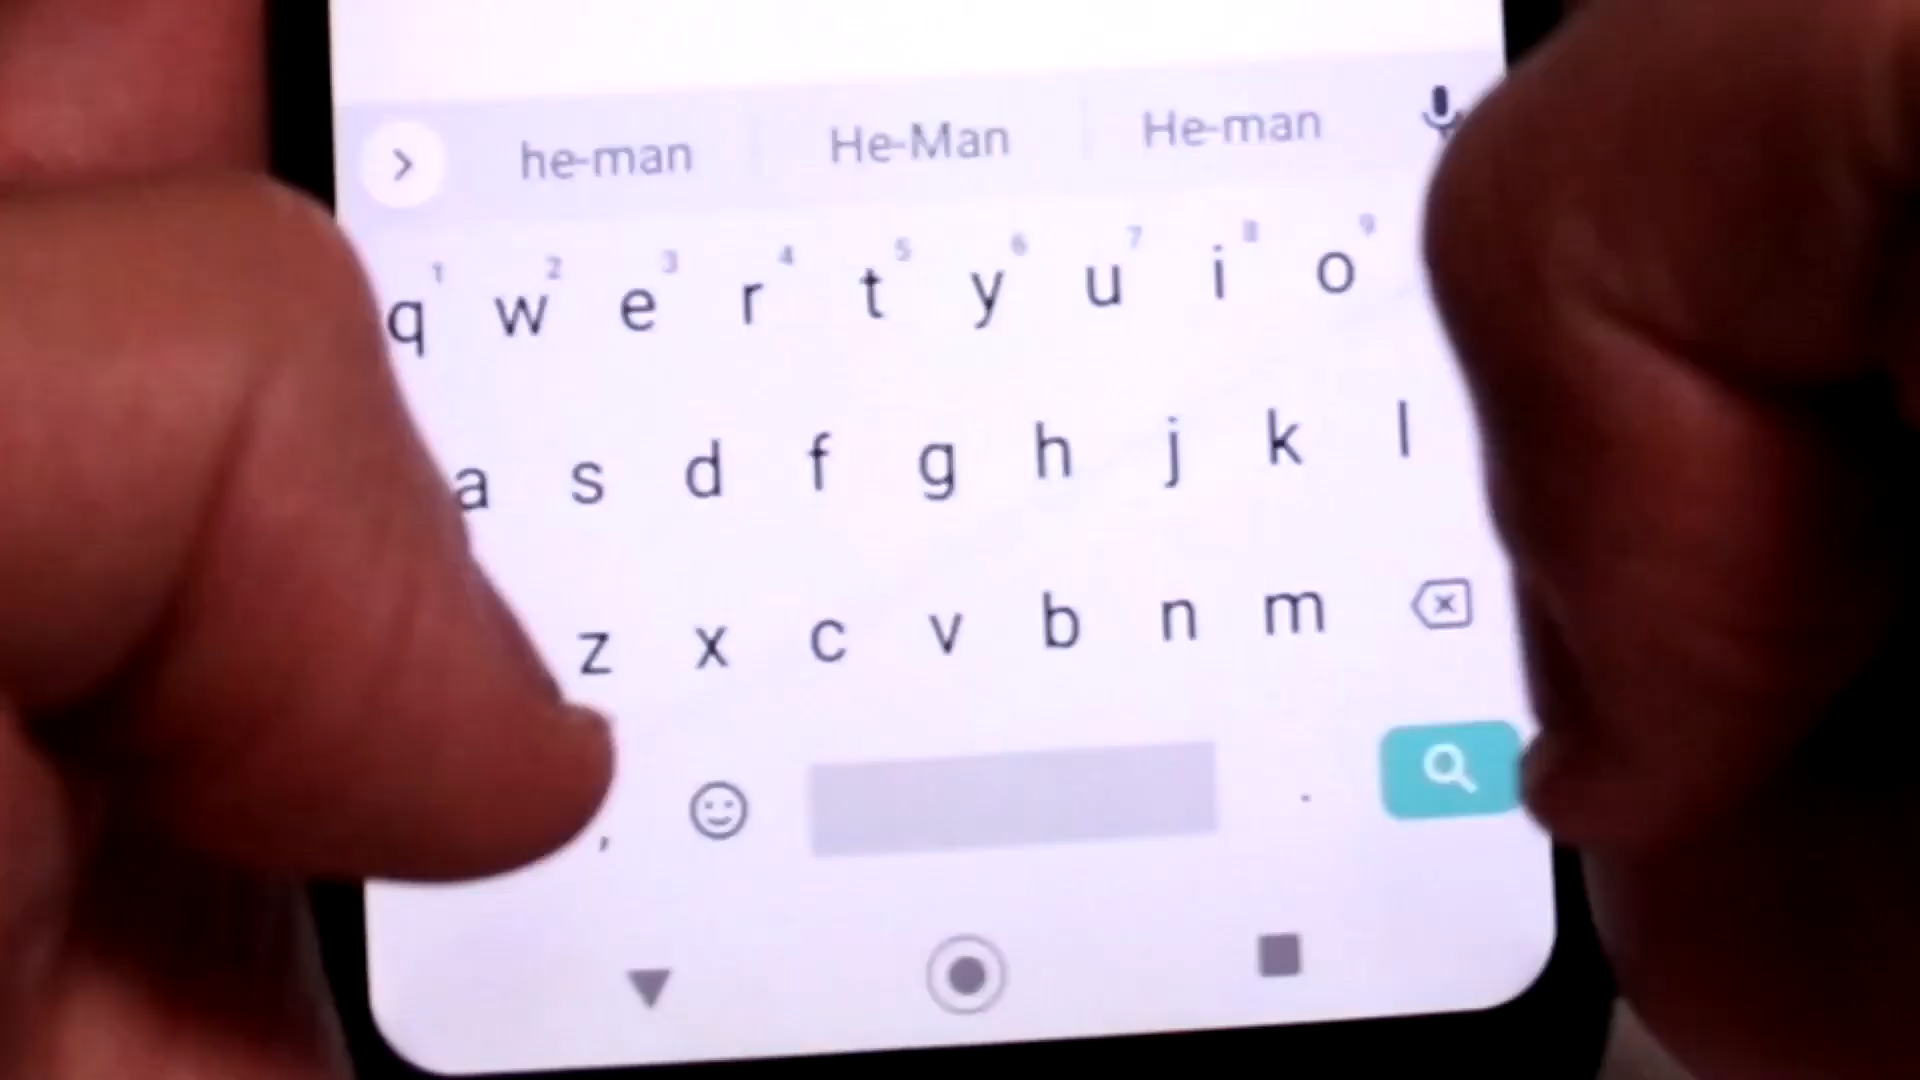 he-man He-Man He-man
1 2 3 4 5 6 7 8 9
q w e r t y u i o
a s d f g h j k l
z x c v b n m
, .